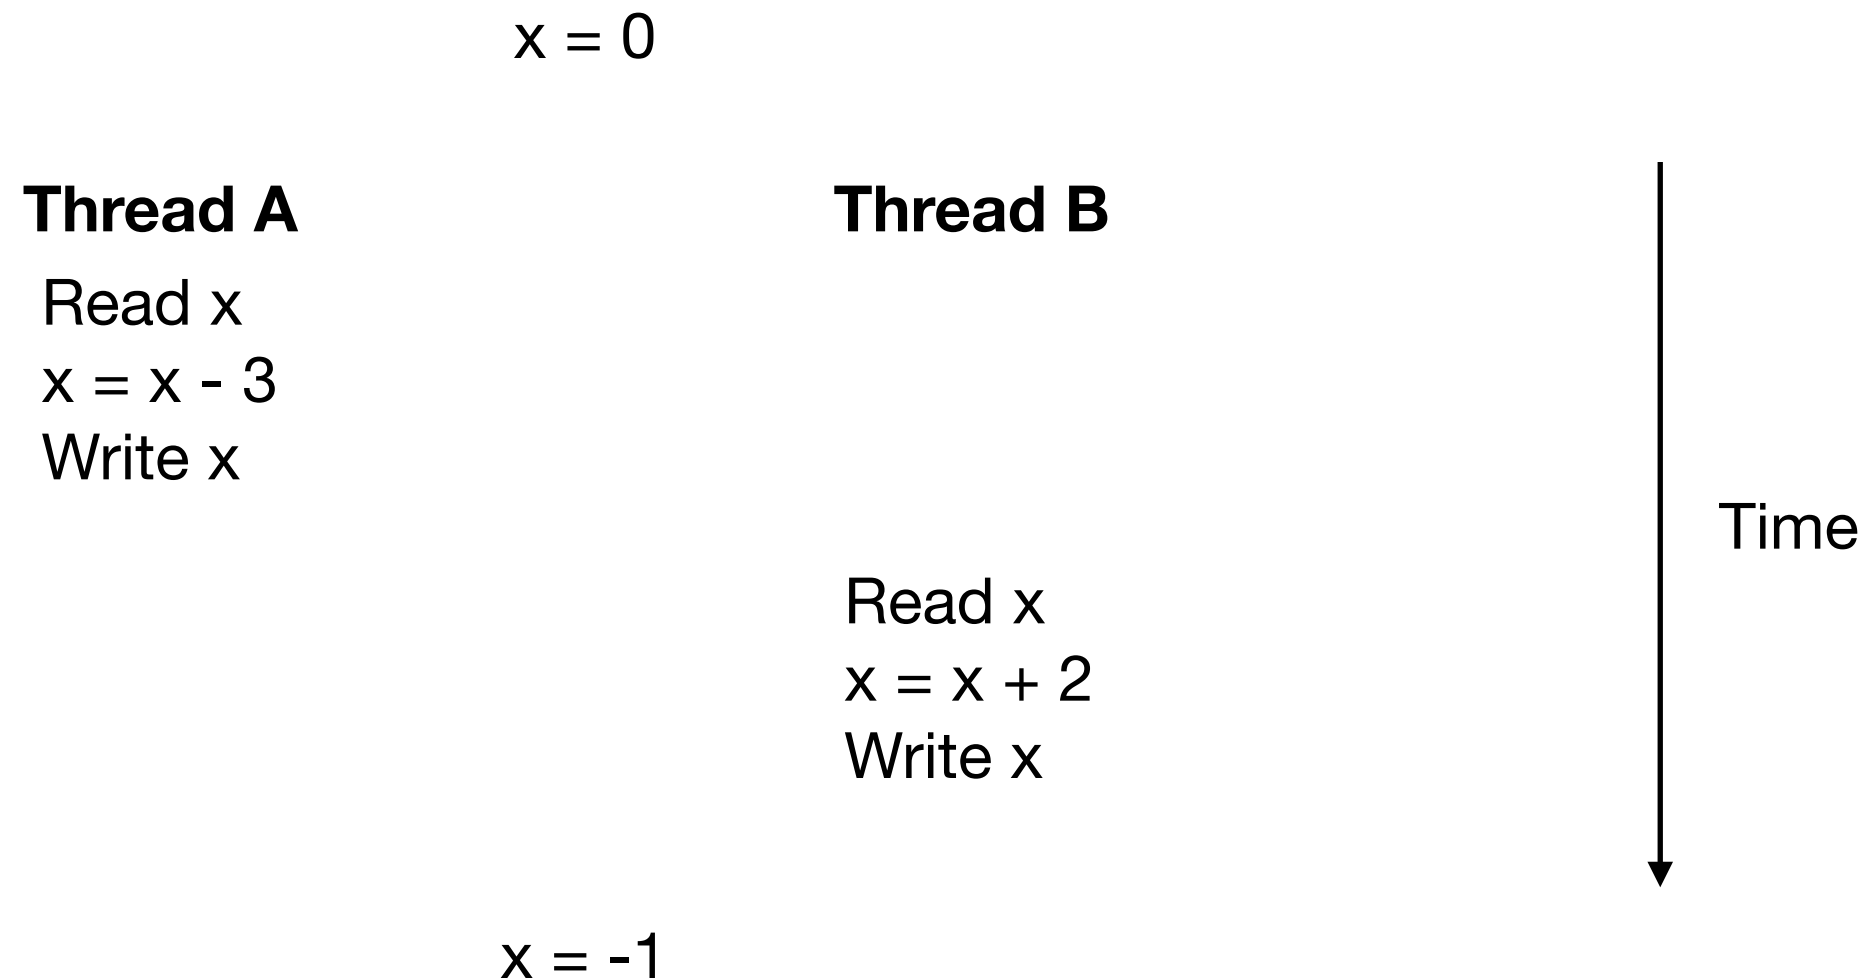 x = 0
Thread A
Thread B
Read x
x = x - 3
Write x
Time
Read x
x = x + 2
Write x
x = -1